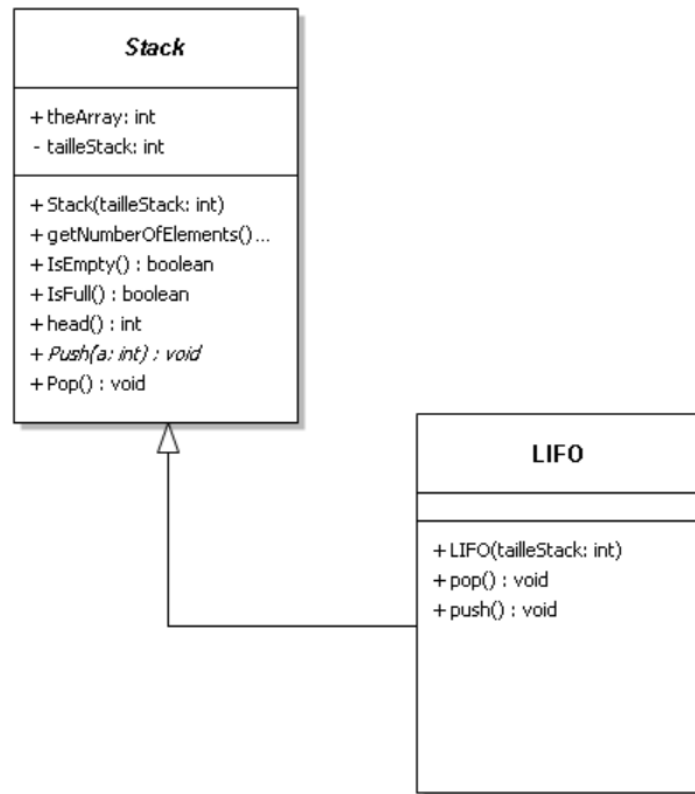 Stack
+ theArray: int
- tailleStack: int
+ Stack(tailleStack: int)
+ getNumberOfElements()...
+ IsEmpty() : boolean
+ IsFull() : boolean
+ head() : int
+ Push(a: int) : void
+ Pop() : void
LIFO
+ LIFO(tailleStack: int)
+ pop() : void
+ push() : void